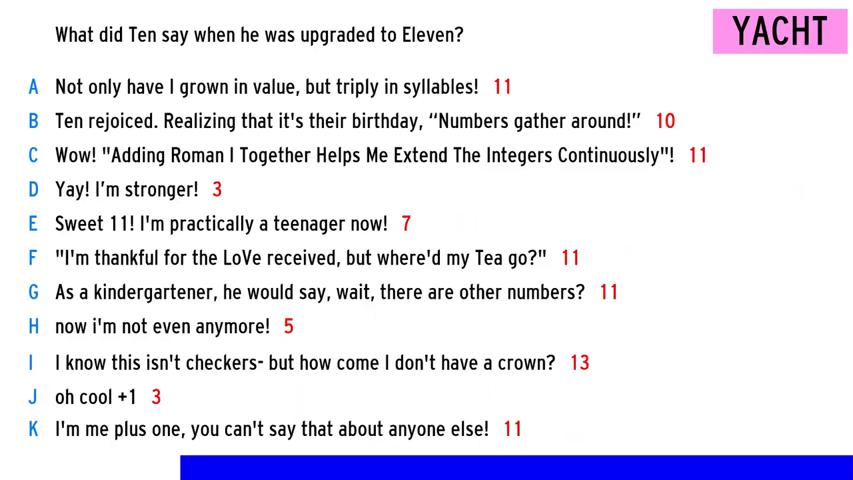 What did Ten say when he was upgraded to Eleven?
YACHT
A Not only have I grown in value, but triply in syllables! 11
B Ten rejoiced. Realizing that it's their birthday, “Numbers gather around!” 10
C Wow! "Adding Roman I Together Helps Me Extend The Integers Continuously"! 11
D Yay! I’m stronger! 3
E Sweet 11! I'm practically a teenager now! 7
F "I'm thankful for the LoVe received, but where'd my Tea go?" 11
G As a kindergartener, he would say, wait, there are other numbers? 11
H now i'm not even anymore! 5
I I know this isn't checkers- but how come I don't have a crown? 13
J oh cool +1 3
K I'm me plus one, you can't say that about anyone else! 11